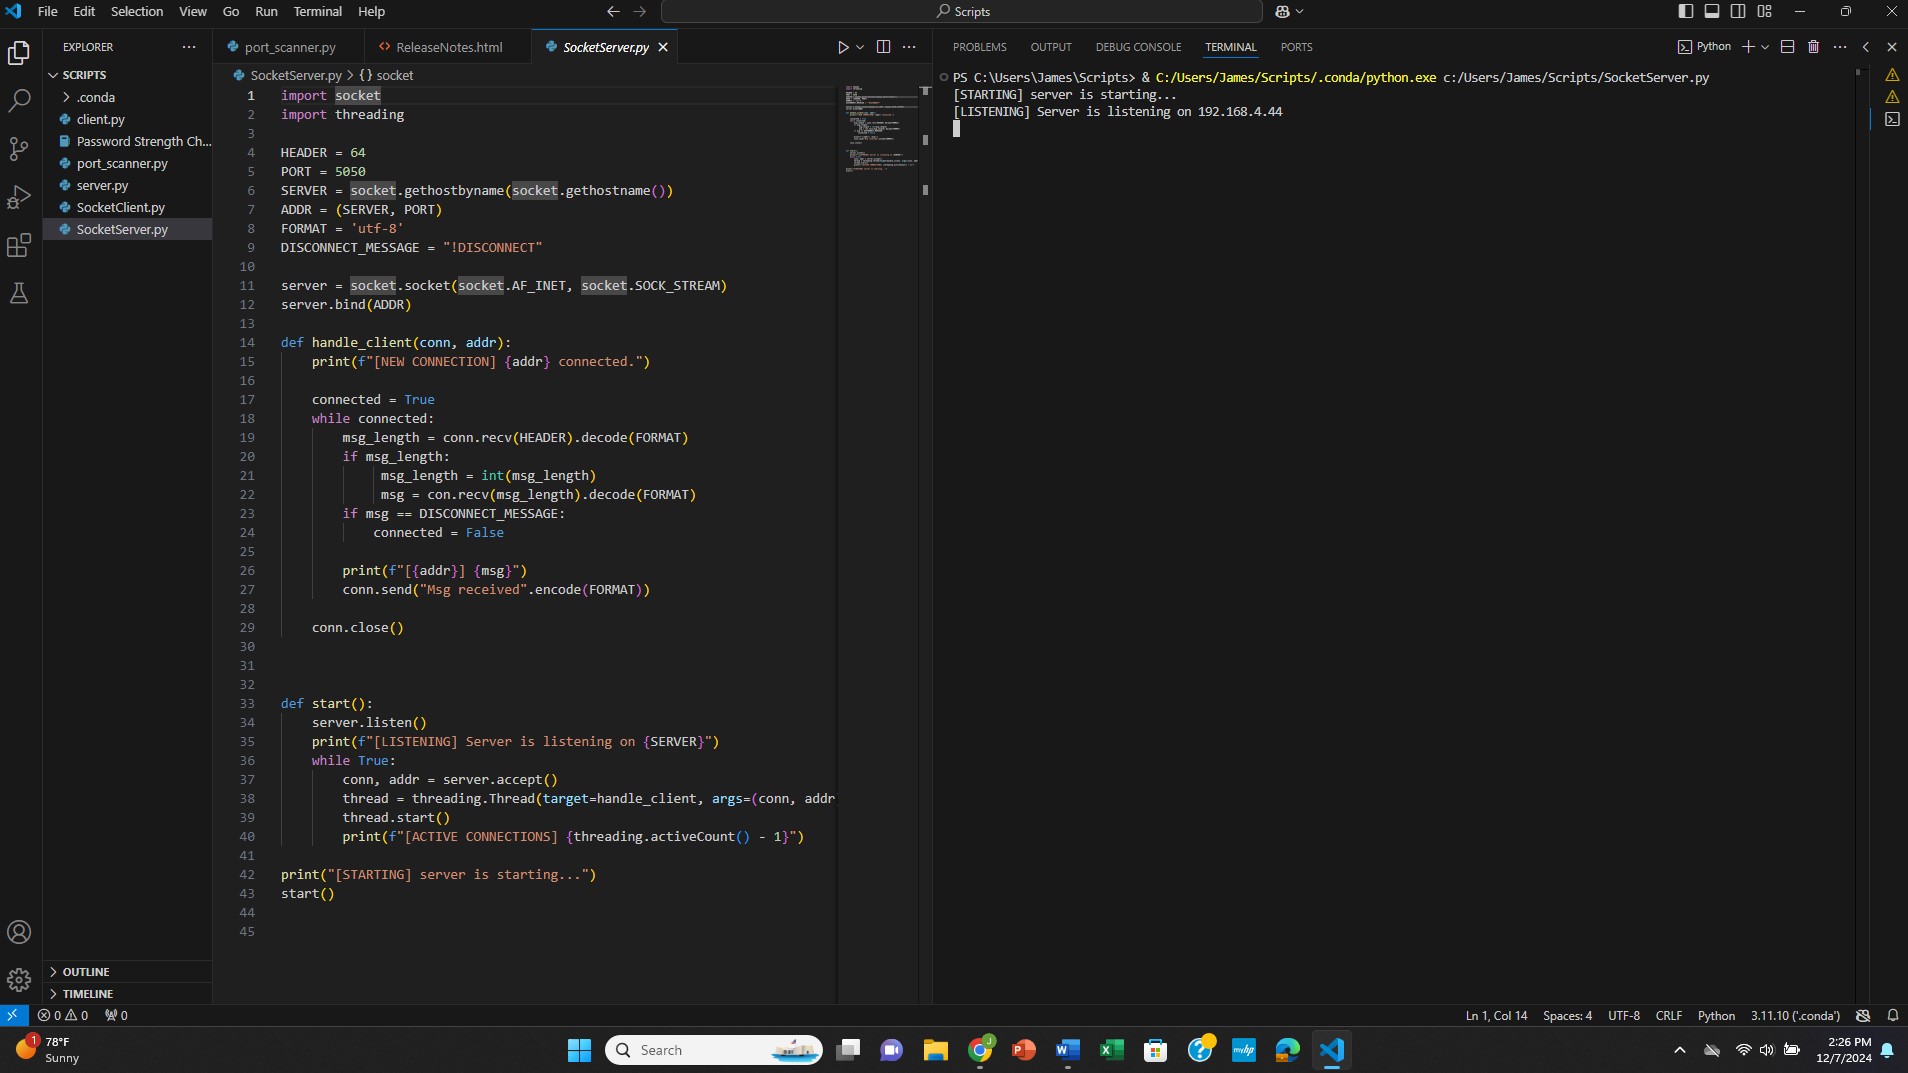 File Edit Selection View Go Run Terminal Help
Scripts
EXPLORER
SCRIPTS
.conda
client.py
Password Strength Ch...
port_scanner.py
server.py
SocketClient.py
SocketServer.py
OUTLINE
TIMELINE
port_scanner.py ReleaseNotes.html SocketServer.py
SocketServer.py > {} socket
1 import socket
2 import threading
3
4 HEADER = 64
5 PORT = 5050
6 SERVER = socket.gethostbyname(socket.gethostname())
7 ADDR = (SERVER, PORT)
8 FORMAT = 'utf-8'
9 DISCONNECT_MESSAGE = "!DISCONNECT"
10
11 server = socket.socket(socket.AF_INET, socket.SOCK_STREAM)
12 server.bind(ADDR)
13
14 def handle_client(conn, addr):
15     print(f"[NEW CONNECTION] {addr} connected.")
16
17     connected = True
18     while connected:
19         msg_length = conn.recv(HEADER).decode(FORMAT)
20         if msg_length:
21              msg_length = int(msg_length)
22              msg = con.recv(msg_length).decode(FORMAT)
23         if msg == DISCONNECT_MESSAGE:
24             connected = False
25
26         print(f"[{addr}] {msg}")
27         conn.send("Msg received".encode(FORMAT))
28
29     conn.close()
30
31
32
33 def start():
34     server.listen()
35     print(f"[LISTENING] Server is listening on {SERVER}")
36     while True:
37         conn, addr = server.accept()
38         thread = threading.Thread(target=handle_client, args=(conn, addr
39         thread.start()
40         print(f"[ACTIVE CONNECTIONS] {threading.activeCount() - 1}")
41
42 print("[STARTING] server is starting...")
43 start()
44
45
PROBLEMS OUTPUT DEBUG CONSOLE TERMINAL PORTS
Python
PS C:\Users\James\Scripts> & C:/Users/James/Scripts/.conda/python.exe c:/Users/James/Scripts/SocketServer.py
[STARTING] server is starting...
[LISTENING] Server is listening on 192.168.4.44
0 0 0
Ln 1, Col 14 Spaces: 4 UTF-8 CRLF Python 3.11.10 ('.conda')
1
78°F
Sunny
Search
J
myhp
2:26 PM
12/7/2024